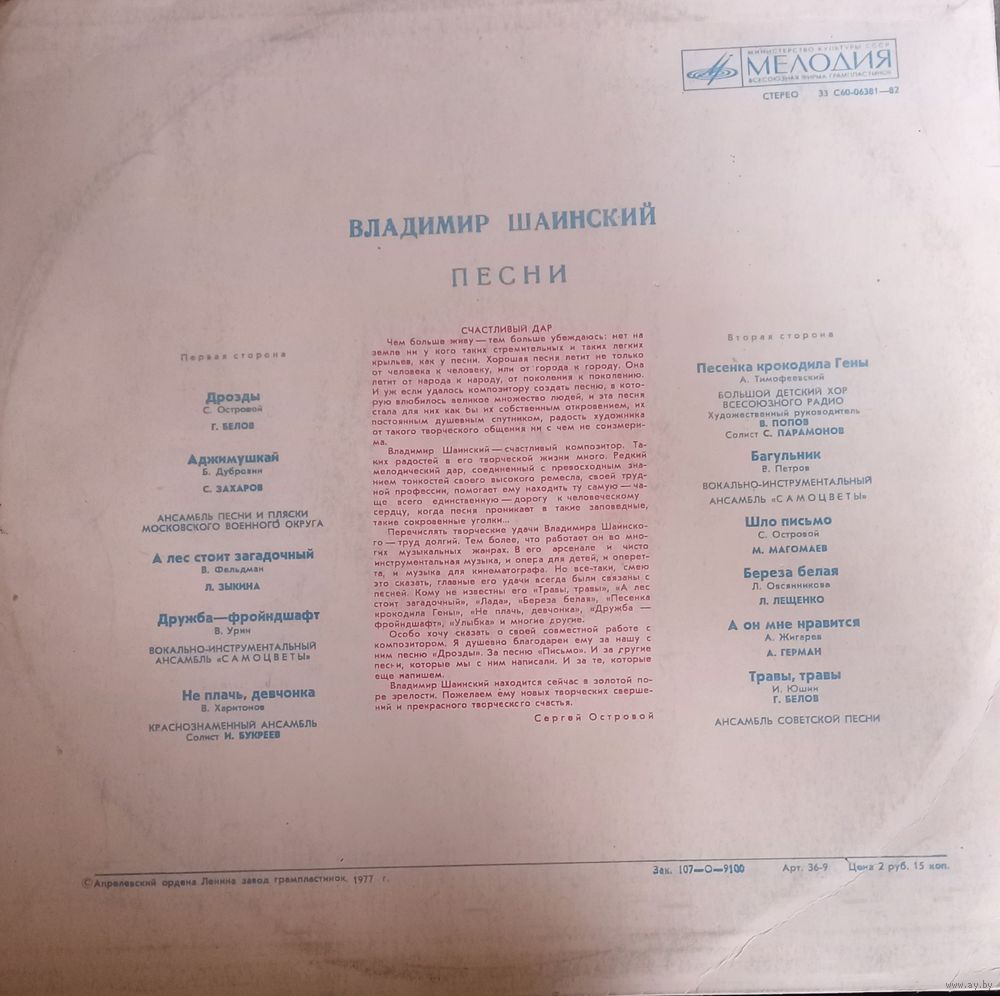 МИНИСТЕРСТВО КУЛЬТУРЫ СССР
МЕЛОДИЯ
ВСЕСОЮЗНАЯ ФИРМА ГРАМПЛАСТИНОК
СТЕРЕО 33 С60-06381—82
ВЛАДИМИР ШАИНСКИЙ
ПЕСНИ
Первая сторона
Дрозды
С. Островой
Г. БЕЛОВ
Аджимушкай
Б. Дубровин
С. ЗАХАРОВ
АНСАМБЛЬ ПЕСНИ И ПЛЯСКИ
МОСКОВСКОГО ВОЕННОГО ОКРУГА
А лес стоит загадочный
В. Фельдман
Л. ЗЫКИНА
Дружба—фройндшафт
В. Урин
ВОКАЛЬНО-ИНСТРУМЕНТАЛЬНЫЙ
АНСАМБЛЬ «САМОЦВЕТЫ»
Не плачь, девчонка
В. Харитонов
КРАСНОЗНАМЕННЫЙ АНСАМБЛЬ
Солист И. БУКРЕЕВ
СЧАСТЛИВЫЙ ДАР
Чем больше живу—тем больше убеждаюсь: нет на
земле ни у кого таких стремительных и таких легких
крыльев, как у песни. Хорошая песня летит не только
от человека к человеку, или от города к городу. Она
летит от народа к народу, от поколения к поколению.
И уж если удалось композитору создать песню, в кото-
рую влюбилось великое множество людей, и эта песня
стала для них как бы их собственным откровением, их
постоянным душевным спутником, радость художника
от такого творческого общения ни с чем не соизмери-
ма.
Владимир Шаинский—счастливый композитор. Та-
ких радостей в его творческой жизни много. Редкий
мелодический дар, соединенный с превосходным зна-
нием тонкостей своего высокого ремесла, своей труд-
ной профессии, помогает ему находить ту самую—ча-
ще всего единственную—дорогу к человеческому
сердцу, когда песня проникает в такие заповедные,
такие сокровенные уголки...
Перечислять творческие удачи Владимира Шаинско-
го—труд долгий. Тем более, что работает он во мно-
гих музыкальных жанрах. В его арсенале и чисто
инструментальная музыка, и опера для детей, и оперет-
та, и музыка для кинематографа. Но все-таки, смею
это сказать, главные его удачи всегда были связаны с
песней. Кому не известны его «Травы, травы», «А лес
стоит загадочный», «Лада», «Береза белая», «Песенка
крокодила Гены», «Не плачь, девчонка», «Дружба —
фройндшафт», «Улыбка» и многие другие.
Особо хочу сказать о своей совместной работе с
композитором. Я душевно благодарен ему за нашу с
ним песню «Дрозды». За песню «Письмо». И за другие
песни, которые мы с ним написали. И за те, которые
еще напишем.
Владимир Шаинский находится сейчас в золотой по-
ре зрелости. Пожелаем ему новых творческих сверше-
ний и прекрасного творческого счастья.
Сергей Островой
Вторая сторона
Песенка крокодила Гены
А. Тимофеевский
БОЛЬШОЙ ДЕТСКИЙ ХОР
ВСЕСОЮЗНОГО РАДИО
Художественный руководитель
В. ПОПОВ
Солист С. ПАРАМОНОВ
Багульник
В. Петров
ВОКАЛЬНО-ИНСТРУМЕНТАЛЬНЫЙ
АНСАМБЛЬ «САМОЦВЕТЫ»
Шло письмо
С. Островой
М. МАГОМАЕВ
Береза белая
Л. Овсянникова
Л. ЛЕЩЕНКО
А он мне нравится
А. Жигарев
А. ГЕРМАН
Травы, травы
И. Юшин
Г. БЕЛОВ
АНСАМБЛЬ СОВЕТСКОЙ ПЕСНИ
© Апрелевский ордена Ленина завод грампластинок, 1977 г.
Зак. 107—О—9100 Арт. 36-9 Цена 2 руб. 15 коп.
www.ay.by